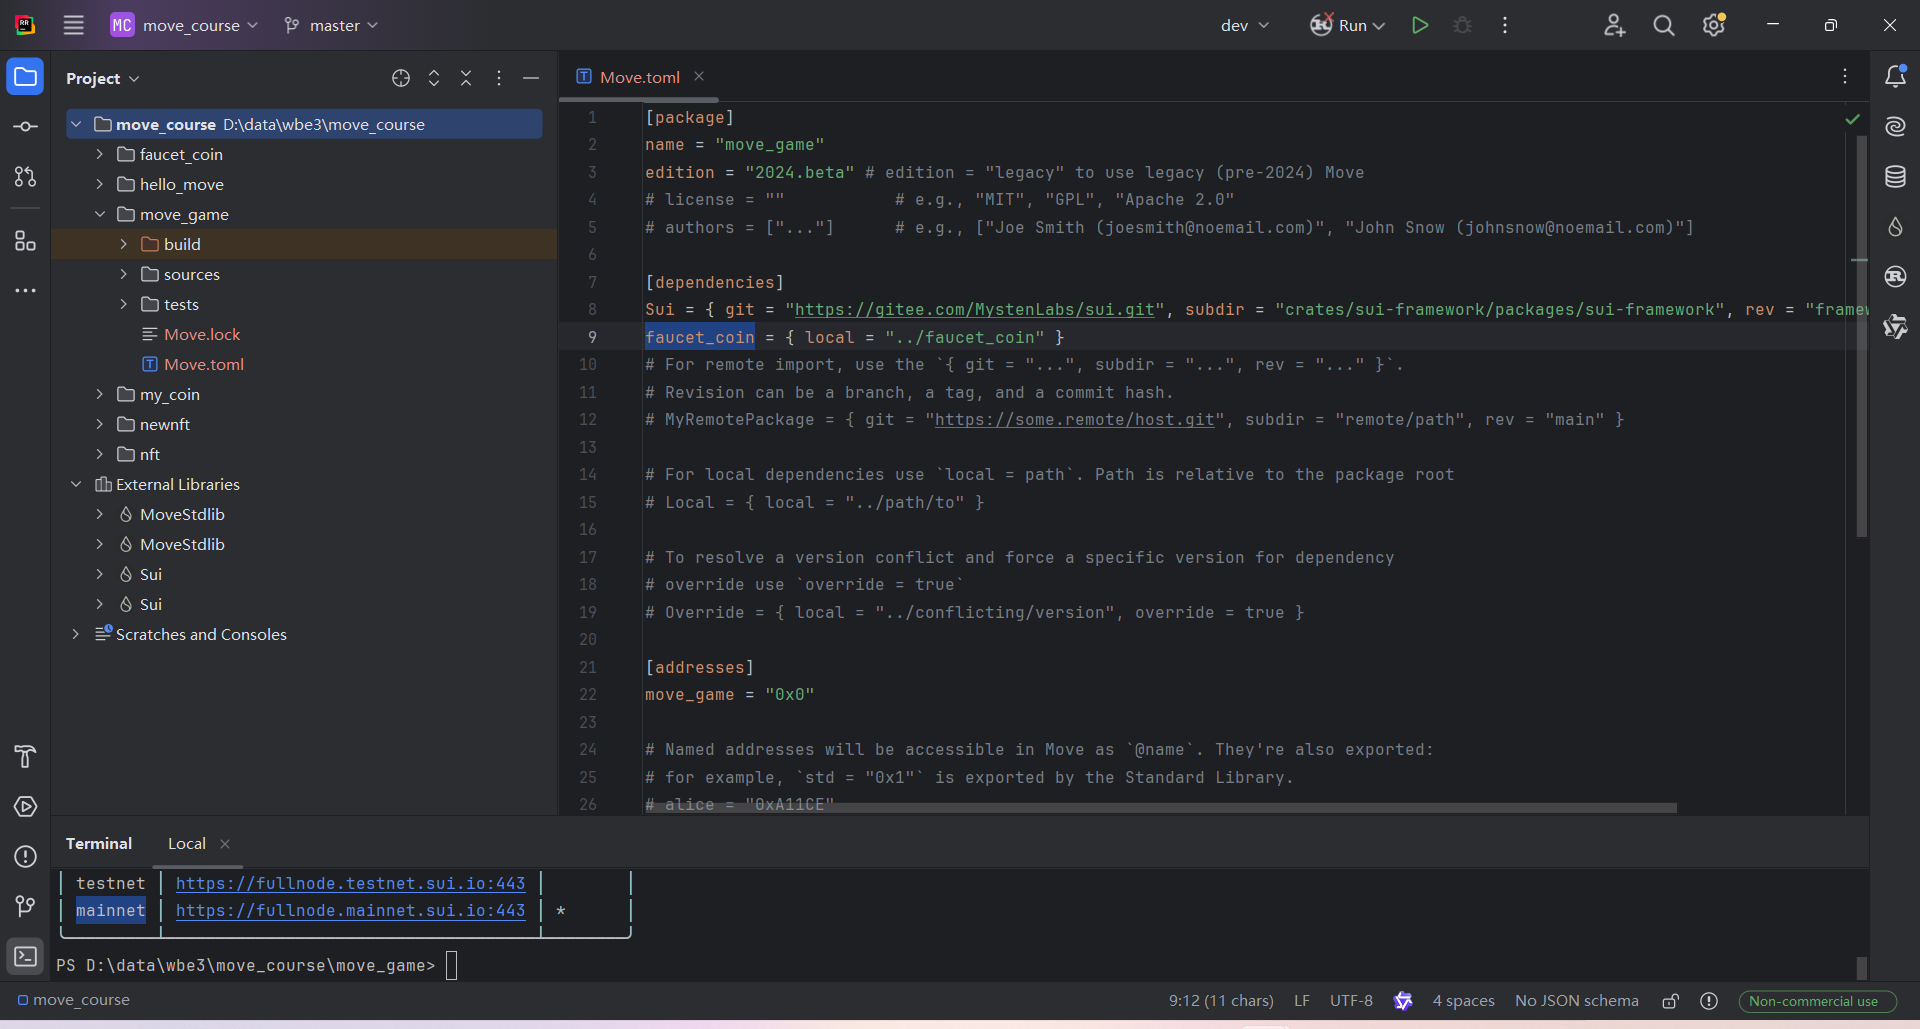 MC move_course master dev Run
Project
move_course D:\data\wbe3\move_course
faucet_coin
hello_move
move_game
build
sources
tests
Move.lock
Move.toml
my_coin
newnft
nft
External Libraries
MoveStdlib
MoveStdlib
Sui
Sui
Scratches and Consoles
Move.toml
1 [package]
2 name = "move_game"
3 edition = "2024.beta" # edition = "legacy" to use legacy (pre-2024) Move
4 # license = "" # e.g., "MIT", "GPL", "Apache 2.0"
5 # authors = ["..."] # e.g., ["Joe Smith (joesmith@noemail.com)", "John Snow (johnsnow@noemail.com)"]
6
7 [dependencies]
8 Sui = { git = "https://gitee.com/MystenLabs/sui.git", subdir = "crates/sui-framework/packages/sui-framework", rev = "framew
9 faucet_coin = { local = "../faucet_coin" }
10 # For remote import, use the `{ git = "...", subdir = "...", rev = "..." }`.
11 # Revision can be a branch, a tag, and a commit hash.
12 # MyRemotePackage = { git = "https://some.remote/host.git", subdir = "remote/path", rev = "main" }
13
14 # For local dependencies use `local = path`. Path is relative to the package root
15 # Local = { local = "../path/to" }
16
17 # To resolve a version conflict and force a specific version for dependency
18 # override use `override = true`
19 # Override = { local = "../conflicting/version", override = true }
20
21 [addresses]
22 move_game = "0x0"
23
24 # Named addresses will be accessible in Move as `@name`. They're also exported:
25 # for example, `std = "0x1"` is exported by the Standard Library.
26 # alice = "0xA11CE"
Terminal Local
│ testnet │ https://fullnode.testnet.sui.io:443 │ │
│ mainnet │ https://fullnode.mainnet.sui.io:443 │ * │
PS D:\data\wbe3\move_course\move_game>
move_course 9:12 (11 chars) LF UTF-8 4 spaces No JSON schema Non-commercial use